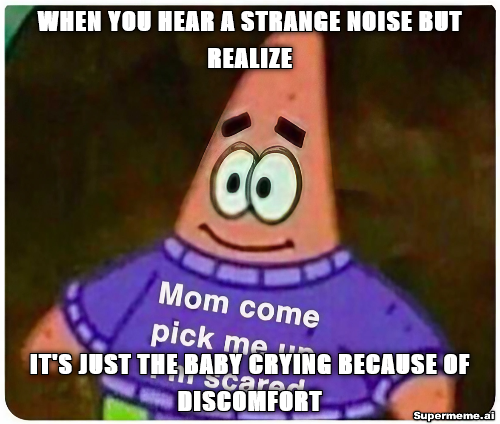 WHEN YOU HEAR A STRANGE NOISE BUT
REALIZE
Mom come
pick me up
I'm scared
IT'S JUST THE BABY CRYING BECAUSE OF
DISCOMFORT
Supermeme.ai